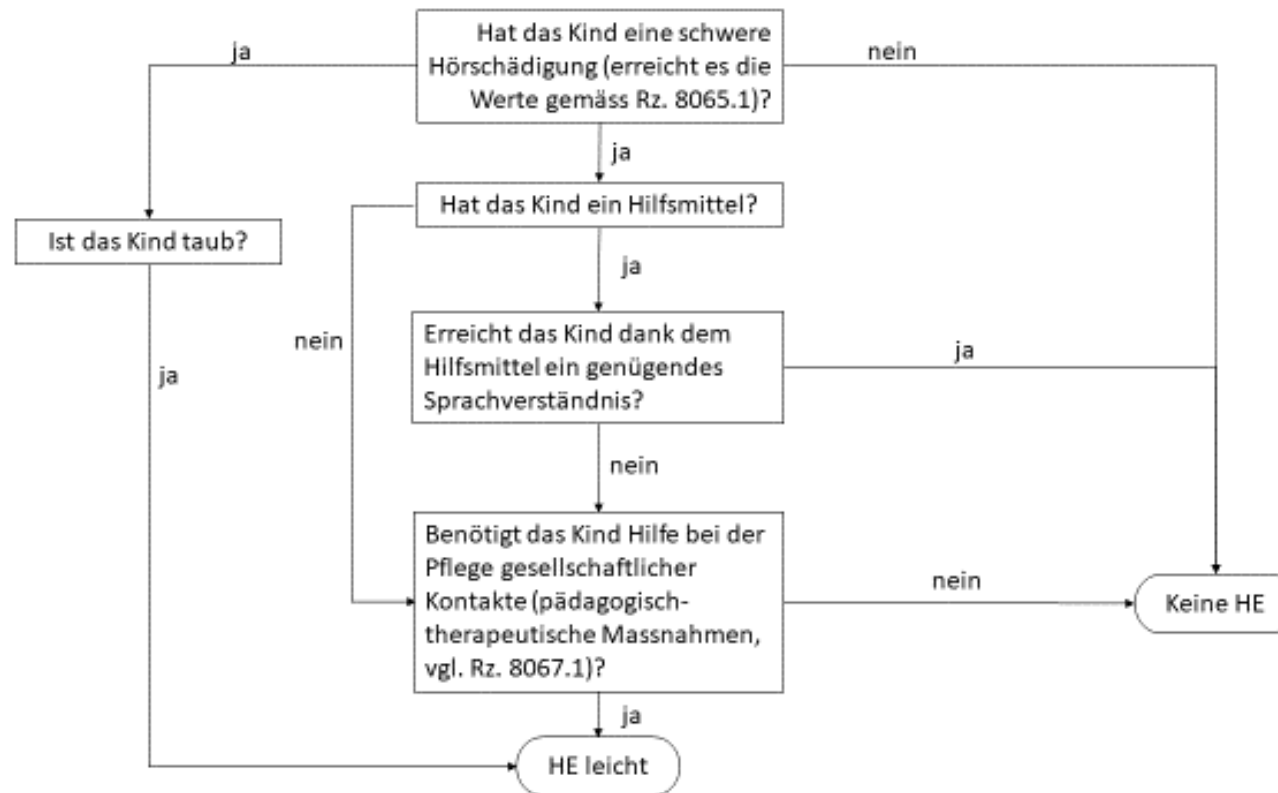 Hat das Kind eine schwere
Hörschädigung (erreicht es die
Werte gemäss Rz. 8065.1)?
ja
nein
ja
Hat das Kind ein Hilfsmittel?
Ist das Kind taub?
ja
nein
Erreicht das Kind dank dem
Hilfsmittel ein genügendes
Sprachverständnis?
ja
ja
nein
Benötigt das Kind Hilfe bei der
Pflege gesellschaftlicher
Kontakte (pädagogisch-
therapeutische Massnahmen,
vgl. Rz. 8067.1)?
nein
Keine HE
ja
HE leicht